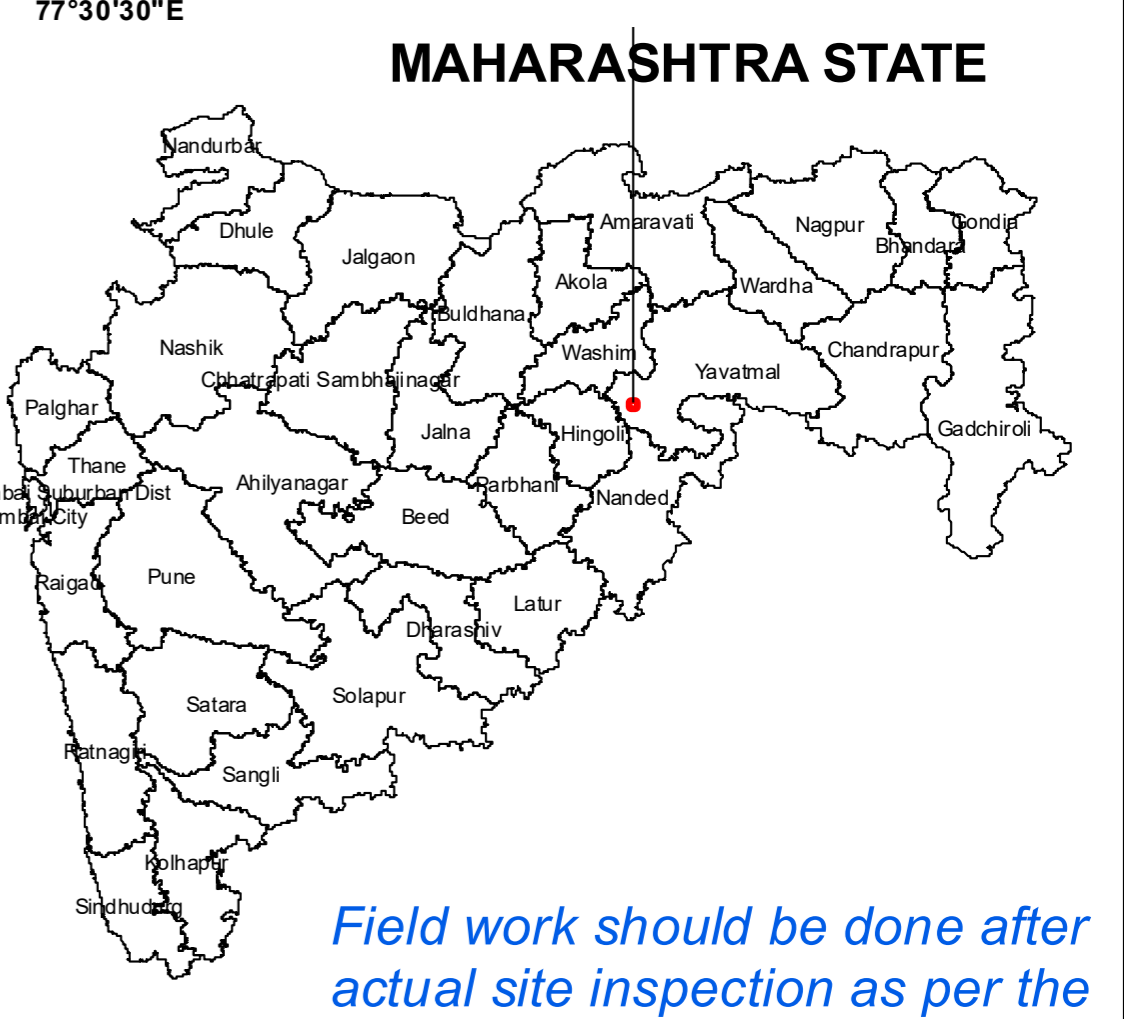 77°30'30"E
MAHARASHTRA STATE
Nandurbar
Dhule
Jalgaon
Amaravati
Nagpur
Gondia
Bhandara
Akola
Wardha
Buldhana
Nashik
Washim
Chandrapur
Yavatmal
Chhatrapati Sambhajinagar
Palghar
Jalna
Hingoli
Gadchiroli
Thane
Ahilyanagar
Parbhani
Nanded
bai Suburban Dist
mbai City
Beed
Raigad
Pune
Latur
Dharashiv
Solapur
Satara
Ratnagiri
Sangli
Kolhapur
Sindhudurg
Field work should be done after
actual site inspection as per the